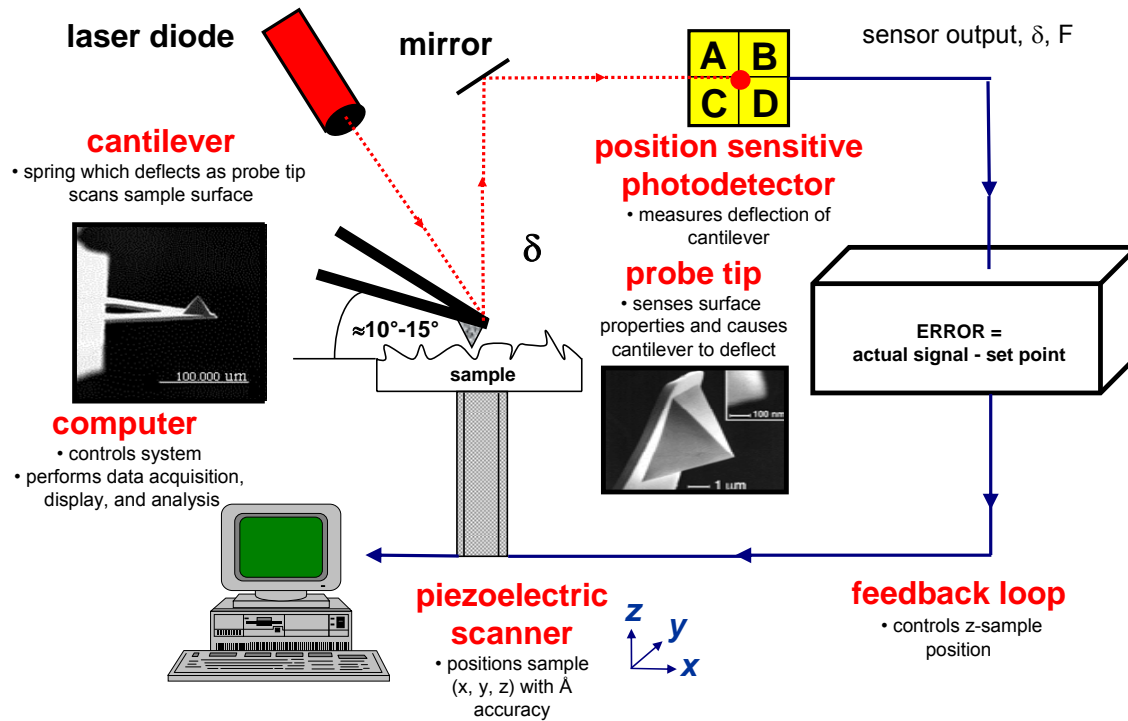 laser diode
mirror
A B
C D
sensor output, δ, F
cantilever
• spring which deflects as probe tip
scans sample surface
100.000 um
position sensitive
photodetector
• measures deflection of
cantilever
δ
≈10°-15°
sample
probe tip
• senses surface
properties and causes
cantilever to deflect
100 nm
1 µm
ERROR =
actual signal - set point
computer
• controls system
• performs data acquisition,
display, and analysis
piezoelectric
scanner
• positions sample
(x, y, z) with Å
accuracy
z
y
x
feedback loop
• controls z-sample
position